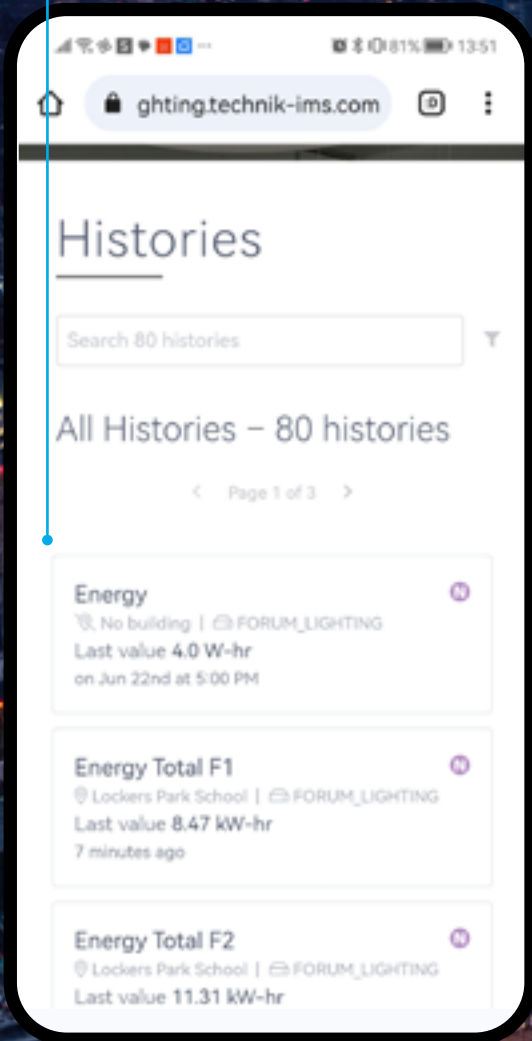 81% 13:51
ghting.technik-ims.com :D
Histories
Search 80 histories
All Histories – 80 histories
< Page 1 of 3 >
Energy N
No building | FORUM_LIGHTING
Last value 4.0 W-hr
on Jun 22nd at 5:00 PM
Energy Total F1 N
Lockers Park School | FORUM_LIGHTING
Last value 8.47 kW-hr
7 minutes ago
Energy Total F2 N
Lockers Park School | FORUM_LIGHTING
Last value 11.31 kW-hr